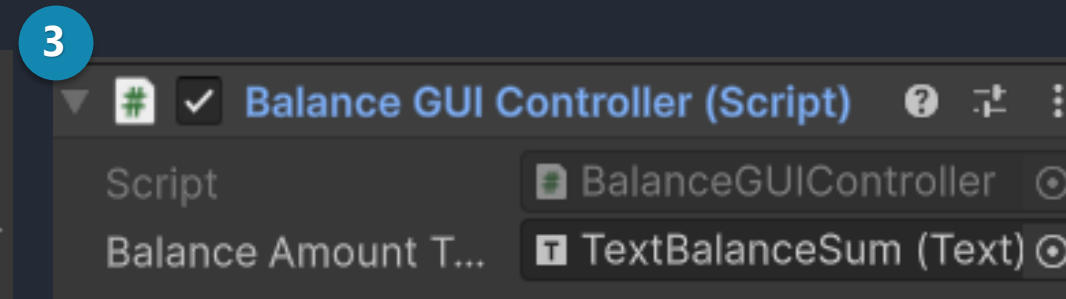 3
Balance GUI Controller (Script)
Script BalanceGUIController
Balance Amount T... TextBalanceSum (Text)